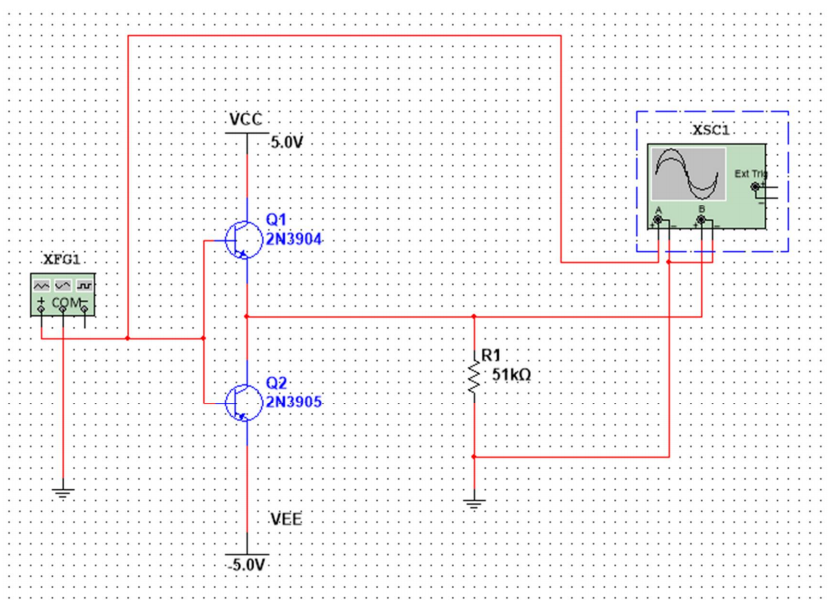 VCC
5.0V
XSC1
Ext Trig
A
B
+
-
+
-
+
-
Q1
2N3904
XFG1
+
COM
-
R1
51kΩ
Q2
2N3905
VEE
-5.0V